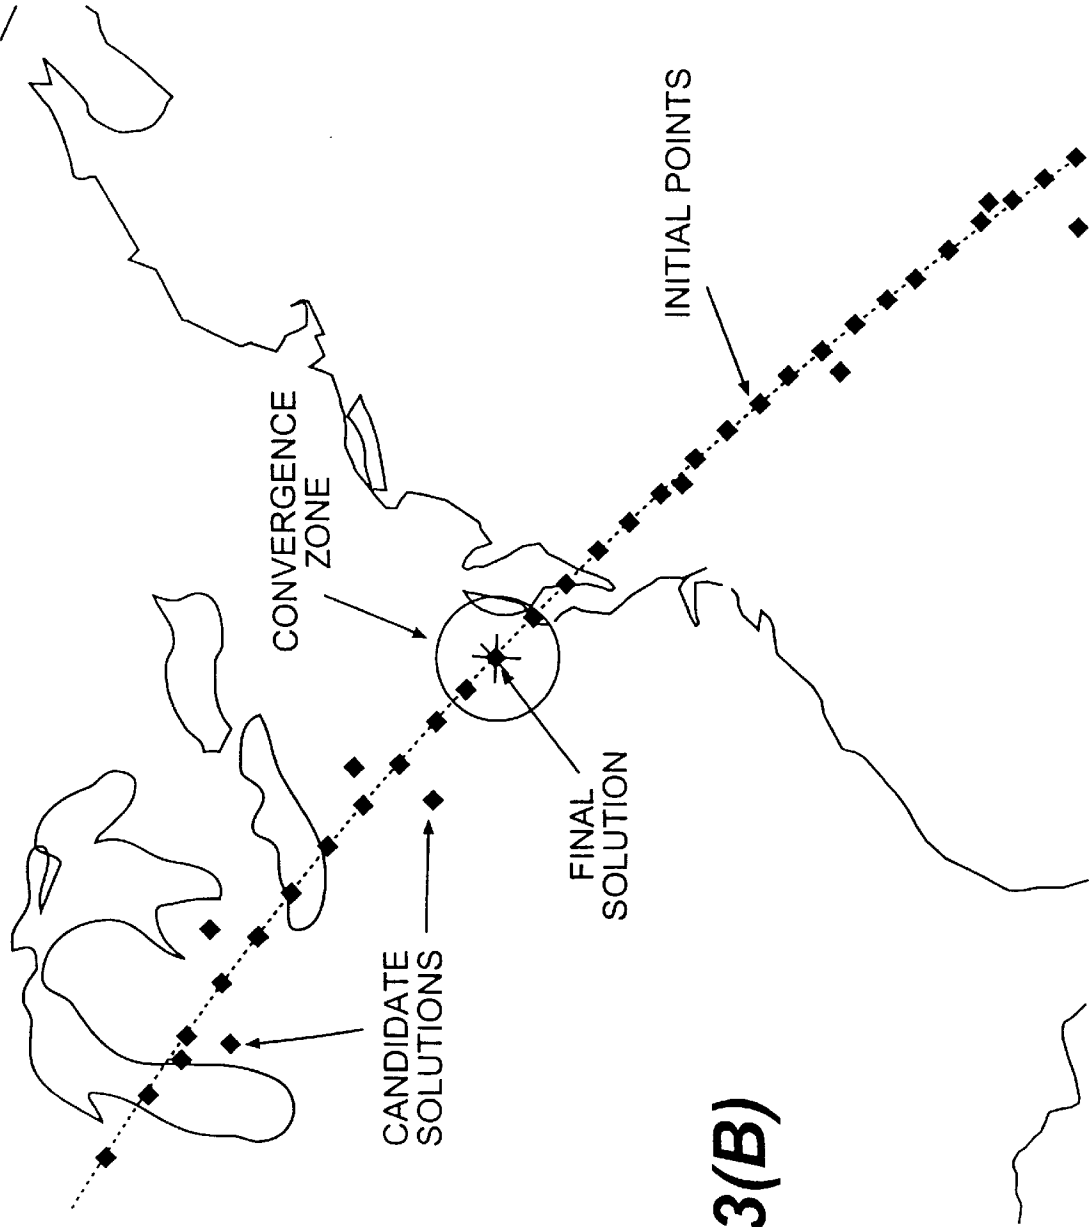 INITIAL POINTS
CONVERGENCE
ZONE
FINAL
SOLUTION
CANDIDATE
SOLUTIONS
3(B)